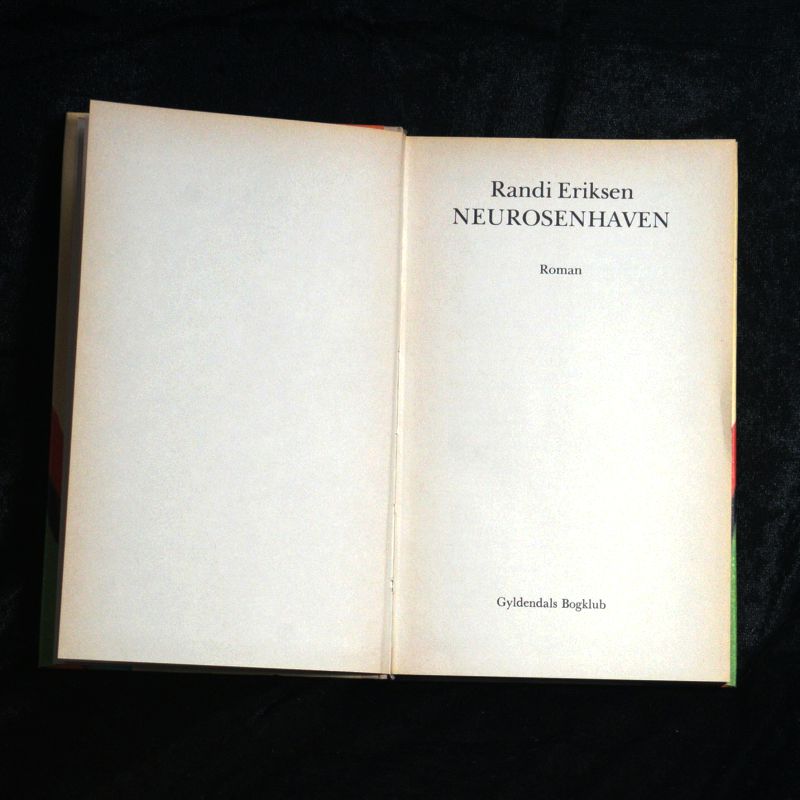 Randi Eriksen
NEUROSENHAVEN
Roman
Gyldendals Bogklub